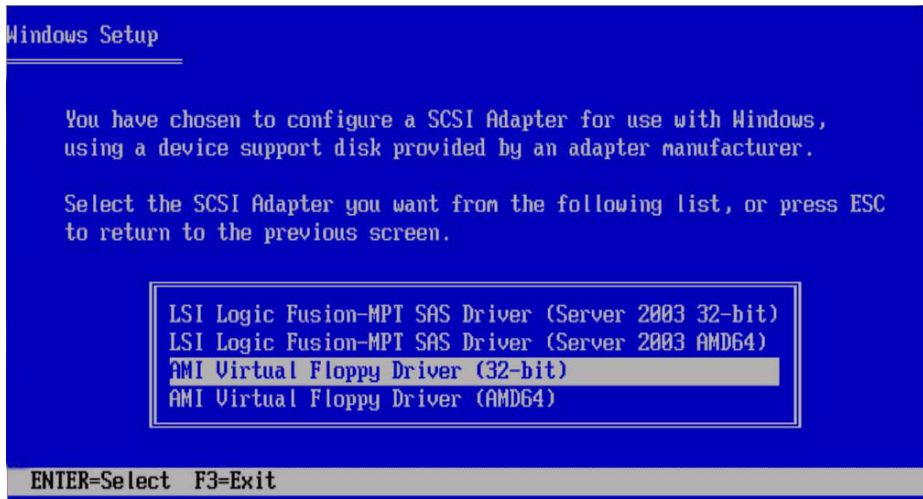 Windows Setup
You have chosen to configure a SCSI Adapter for use with Windows,
using a device support disk provided by an adapter manufacturer.
Select the SCSI Adapter you want from the following list, or press ESC
to return to the previous screen.
LSI Logic Fusion-MPT SAS Driver (Server 2003 32-bit)
LSI Logic Fusion-MPT SAS Driver (Server 2003 AMD64)
AMI Virtual Floppy Driver (32-bit)
AMI Virtual Floppy Driver (AMD64)
ENTER=Select F3=Exit